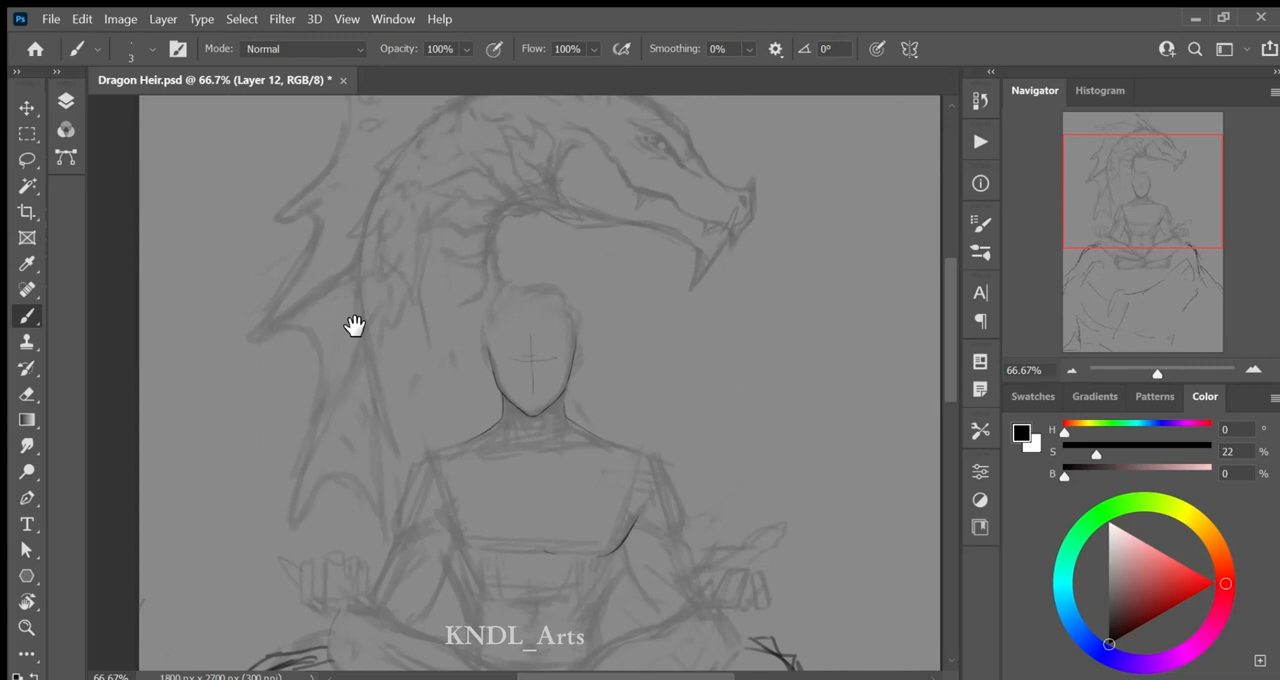 Ps File Edit Image Layer Type Select Filter 3D View Window Help
3 Mode: Normal Opacity: 100% Flow: 100% Smoothing: 0% 0°
Dragon Heir.psd @ 66.7% (Layer 12, RGB/8) * ×
Navigator Histogram
66.67%
Swatches Gradients Patterns Color
H 0 °
S 22 %
B 0 %
KNDL_Arts
66.67% 1800 px x 2700 px (300 ppi)